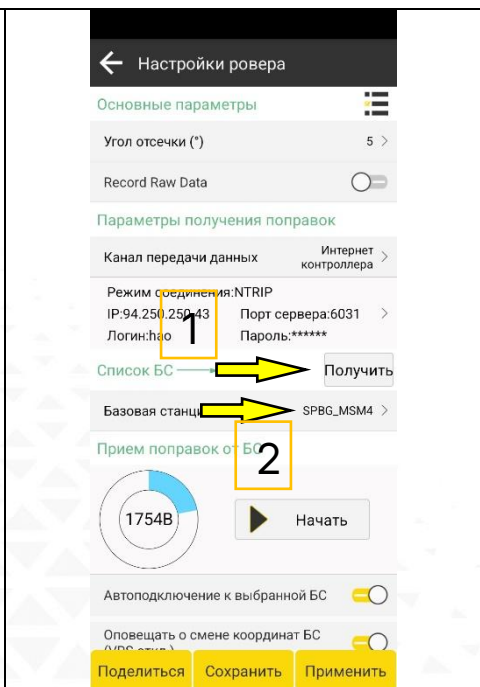 Настройки ровера
Основные параметры
Угол отсечки (°) 5
Record Raw Data
Параметры получения поправок
Канал передачи данных Интернет контроллера
Режим соединения:NTRIP
IP:94.250.250.43 Порт сервера:6031
Логин:hao Пароль:******
1
Список БС Получить
Базовая SPBG_MSM4
Прием поправок от БС
2
1754B Начать
Автоподключение к выбранной БС
Оповещать о смене координат БС
Поделиться Сохранить Применить